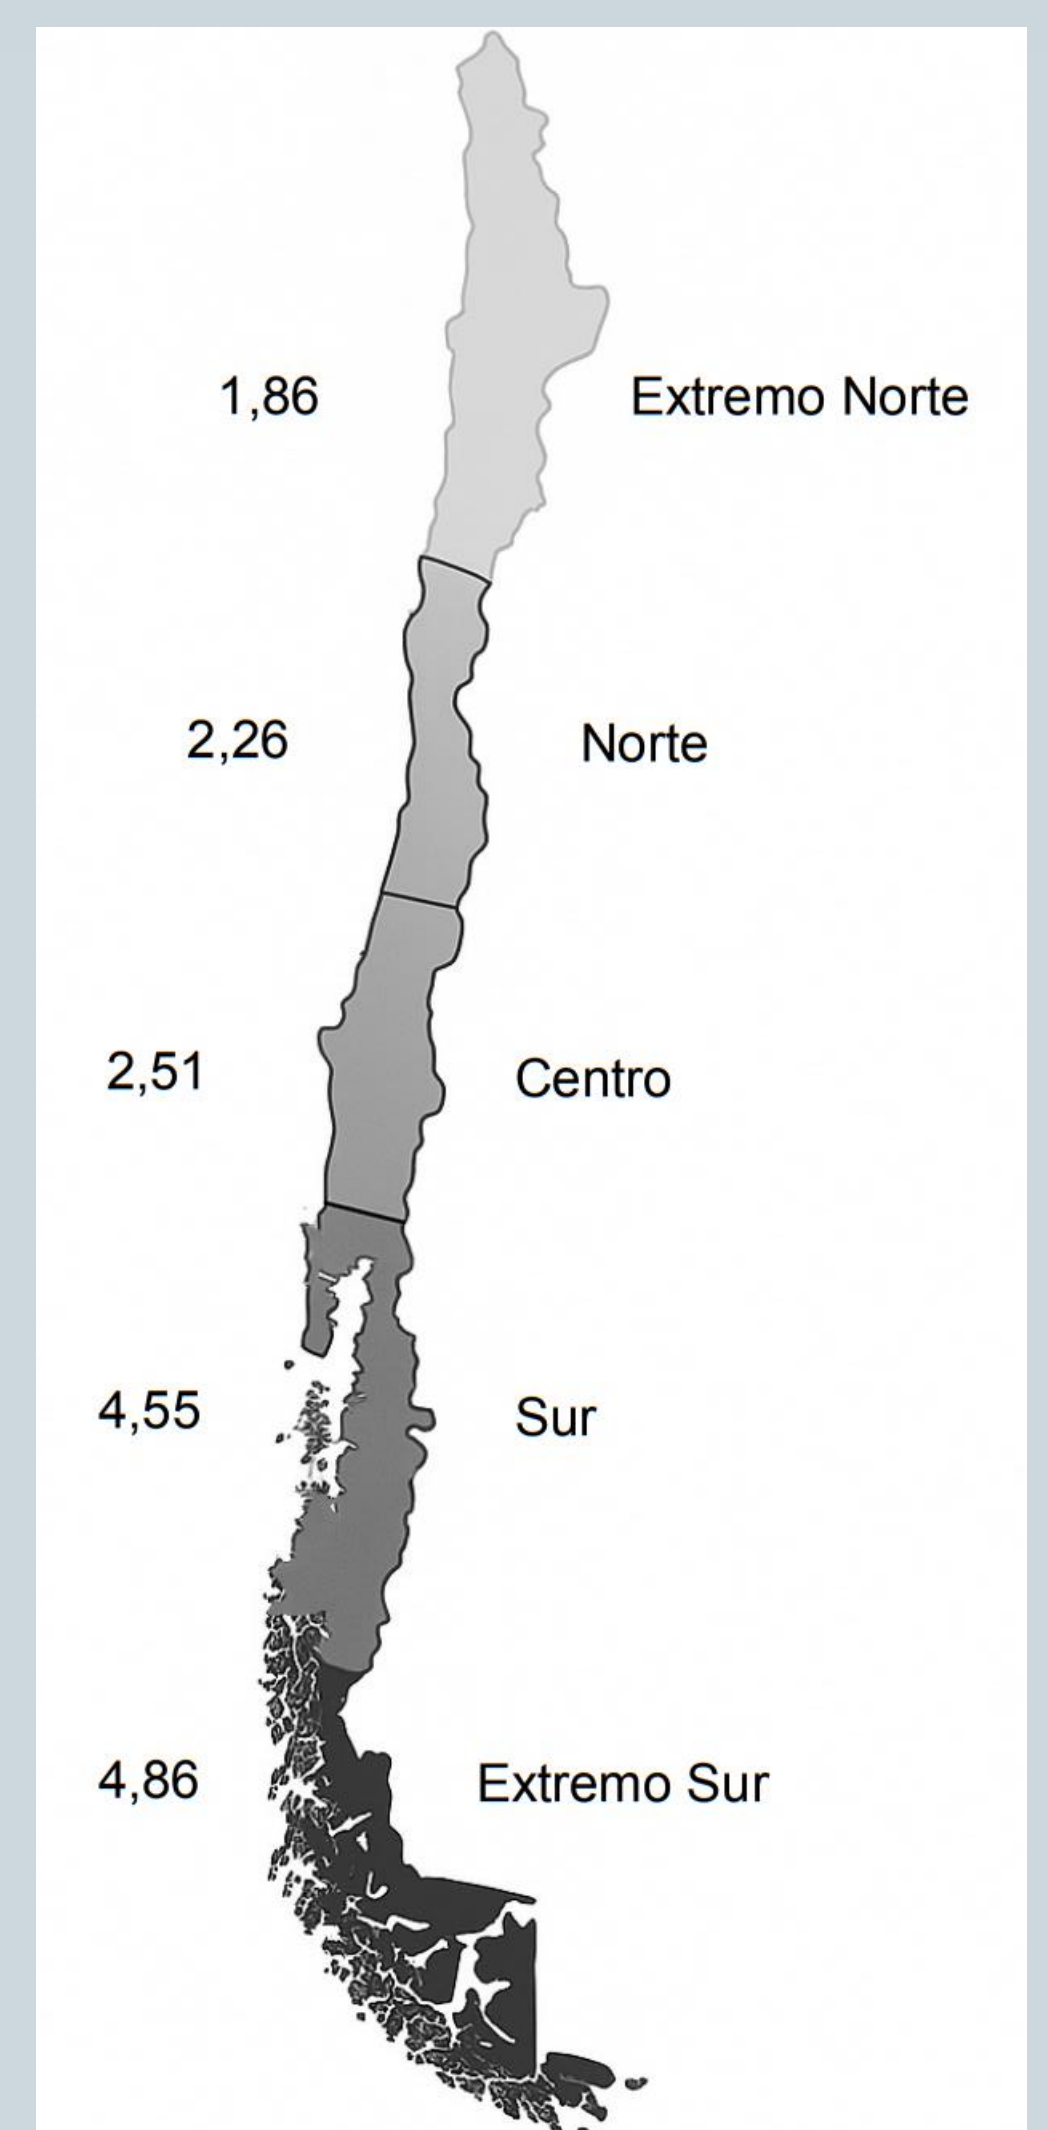 1,86 Extremo Norte
2,26 Norte
2,51 Centro
4,55 Sur
4,86 Extremo Sur